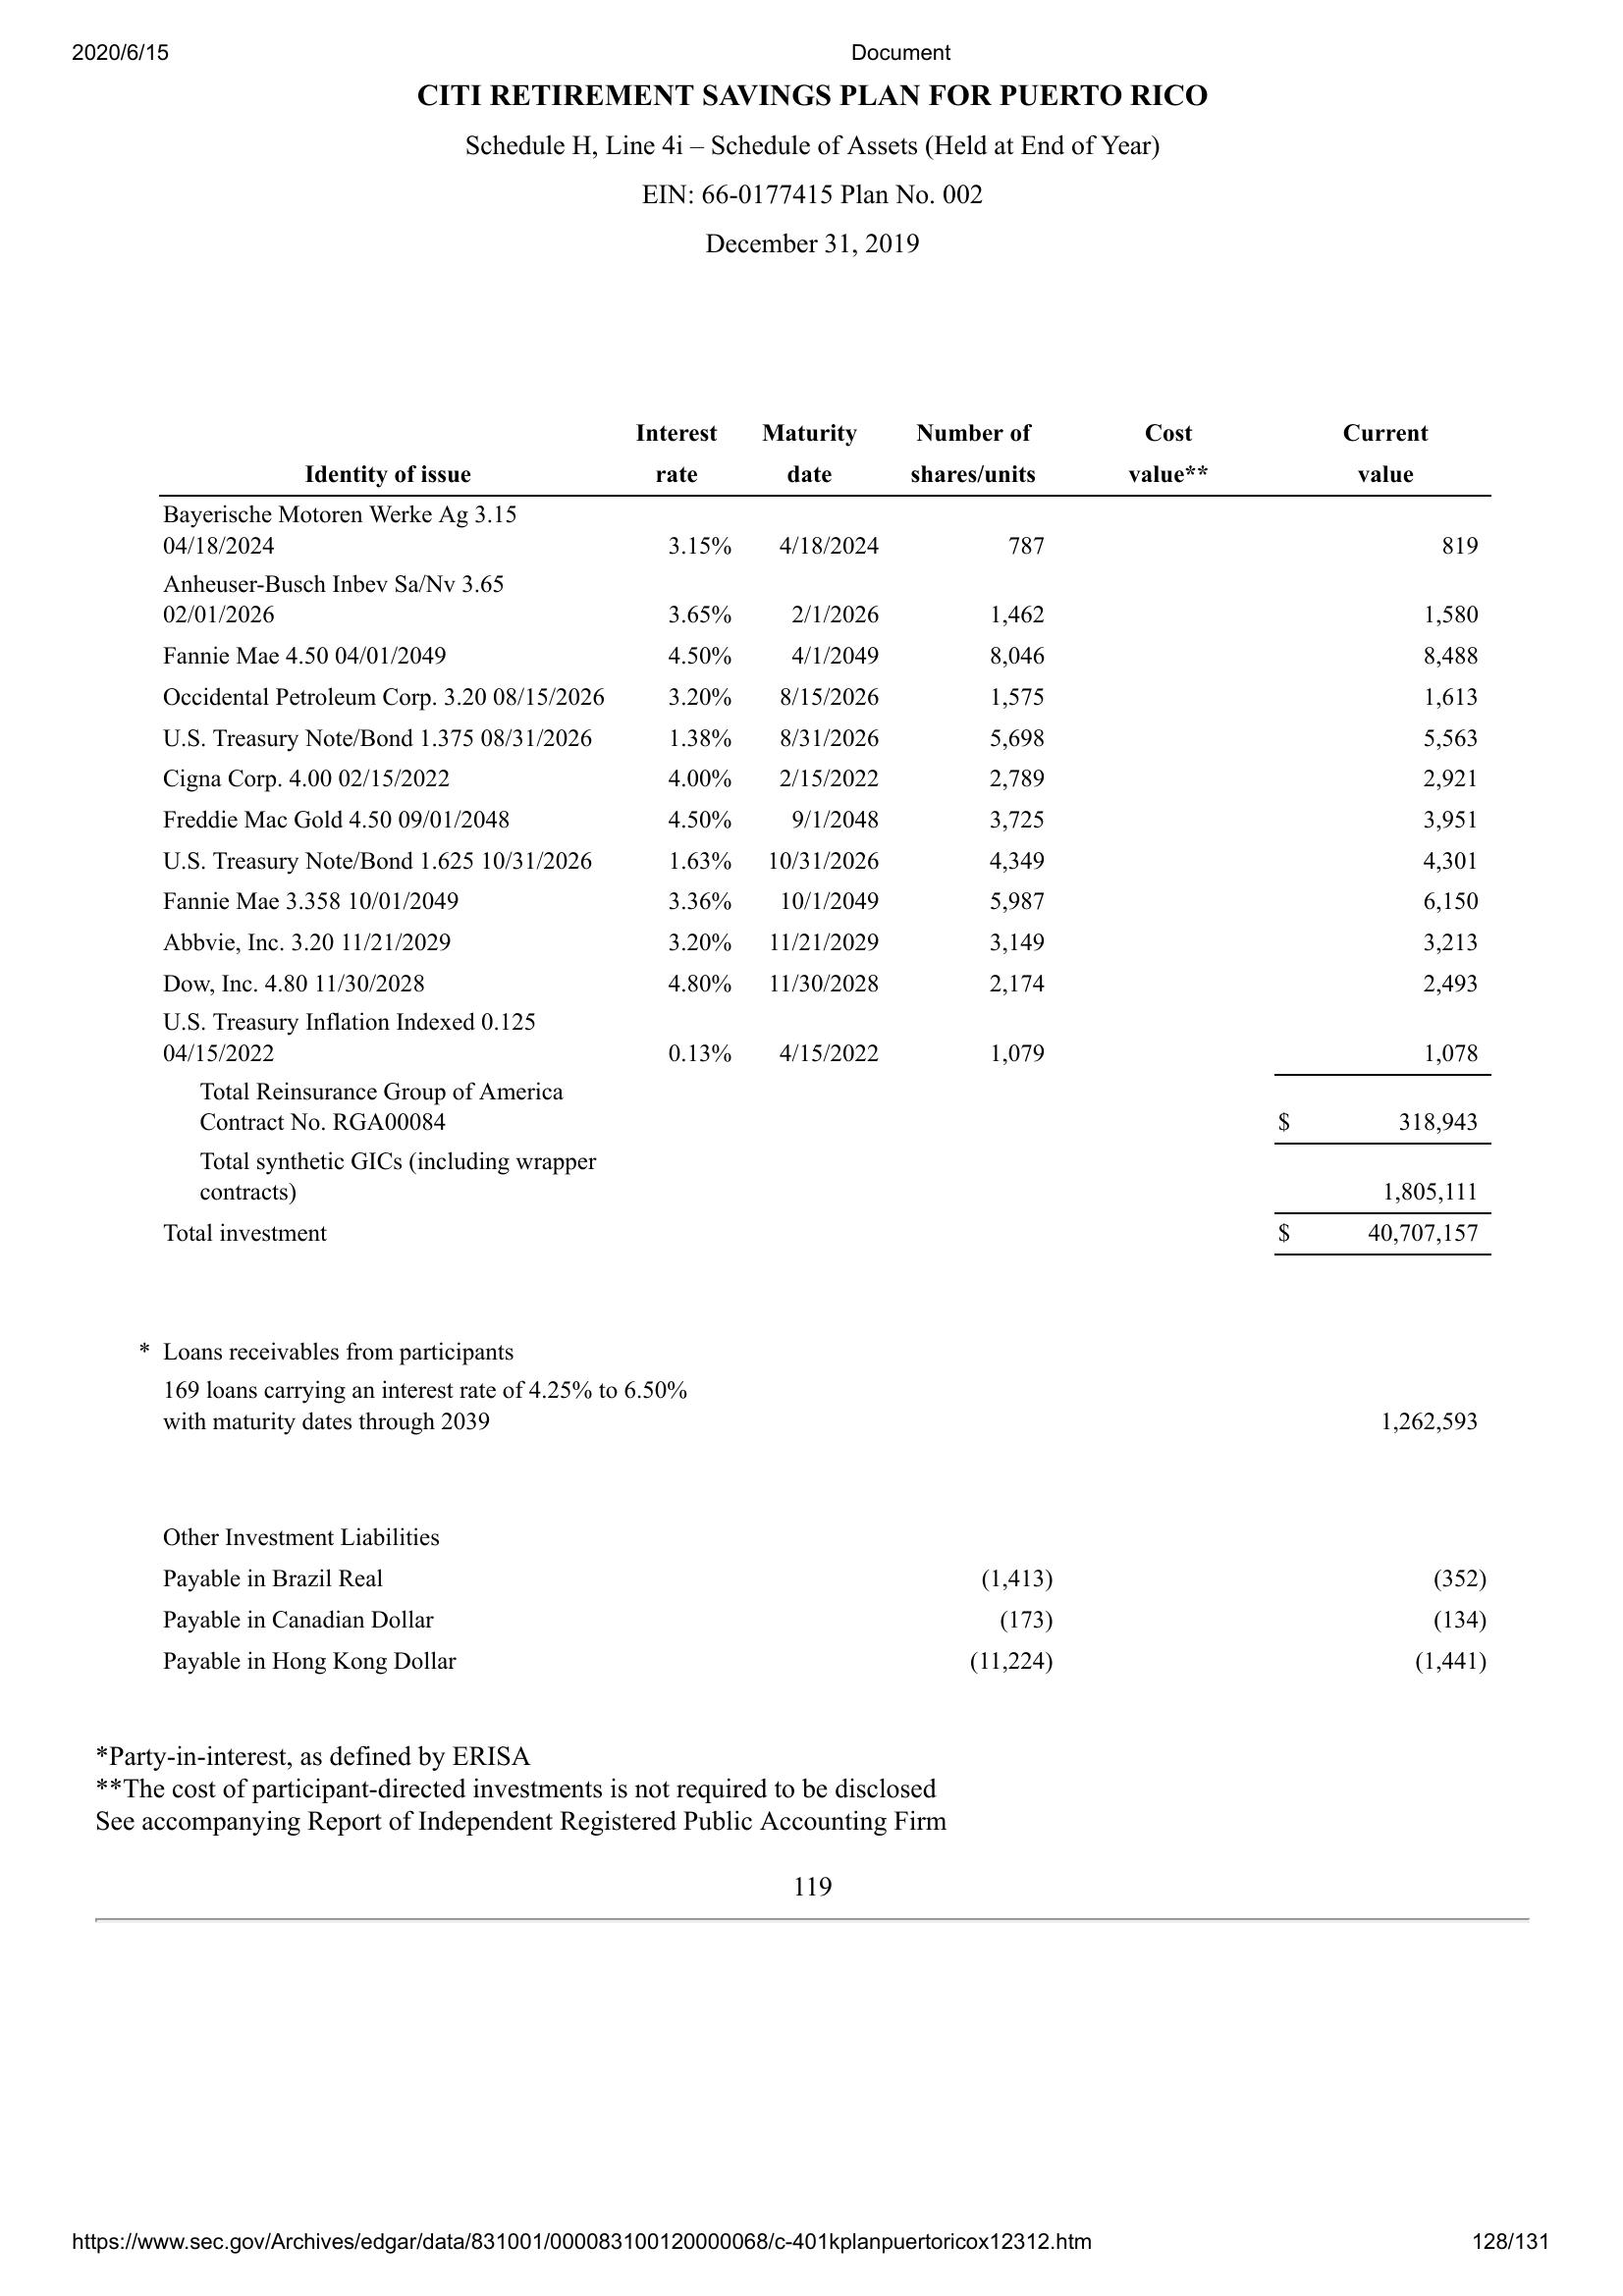 2020/6/15 Document
CITI RETIREMENT SAVINGS PLAN FOR PUERTO RICO
Schedule H, Line 4i – Schedule of Assets (Held at End of Year)
EIN: 66-0177415 Plan No. 002
December 31, 2019
Interest Maturity Number of Cost Current
Identity of issue rate date shares/units value** value
Bayerische Motoren Werke Ag 3.15
04/18/2024 3.15% 4/18/2024 787 819
Anheuser-Busch Inbev Sa/Nv 3.65
02/01/2026 3.65% 2/1/2026 1,462 1,580
Fannie Mae 4.50 04/01/2049 4.50% 4/1/2049 8,046 8,488
Occidental Petroleum Corp. 3.20 08/15/2026 3.20% 8/15/2026 1,575 1,613
U.S. Treasury Note/Bond 1.375 08/31/2026 1.38% 8/31/2026 5,698 5,563
Cigna Corp. 4.00 02/15/2022 4.00% 2/15/2022 2,789 2,921
Freddie Mac Gold 4.50 09/01/2048 4.50% 9/1/2048 3,725 3,951
U.S. Treasury Note/Bond 1.625 10/31/2026 1.63% 10/31/2026 4,349 4,301
Fannie Mae 3.358 10/01/2049 3.36% 10/1/2049 5,987 6,150
Abbvie, Inc. 3.20 11/21/2029 3.20% 11/21/2029 3,149 3,213
Dow, Inc. 4.80 11/30/2028 4.80% 11/30/2028 2,174 2,493
U.S. Treasury Inflation Indexed 0.125
04/15/2022 0.13% 4/15/2022 1,079 1,078
Total Reinsurance Group of America
Contract No. RGA00084 $ 318,943
Total synthetic GICs (including wrapper
contracts) 1,805,111
Total investment $ 40,707,157
* Loans receivables from participants
169 loans carrying an interest rate of 4.25% to 6.50%
with maturity dates through 2039 1,262,593
Other Investment Liabilities
Payable in Brazil Real (1,413) (352)
Payable in Canadian Dollar (173) (134)
Payable in Hong Kong Dollar (11,224) (1,441)
*Party-in-interest, as defined by ERISA
**The cost of participant-directed investments is not required to be disclosed
See accompanying Report of Independent Registered Public Accounting Firm
119
https://www.sec.gov/Archives/edgar/data/831001/000083100120000068/c-401kplanpuertoricox12312.htm 128/131